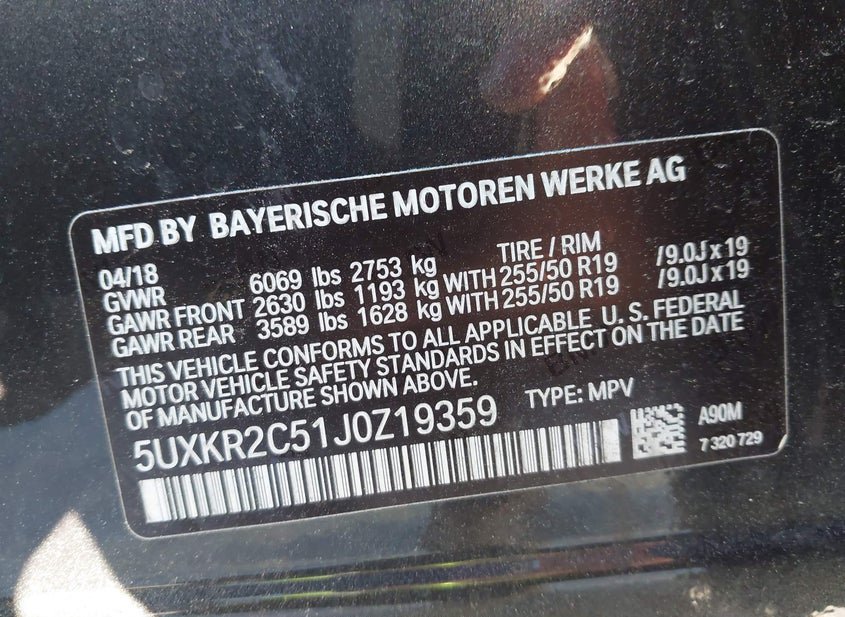 MFD BY BAYERISCHE MOTOREN WERKE AG
04/18 TIRE / RIM
GVWR 6069 lbs 2753 kg
GAWR FRONT 2630 lbs 1193 kg WITH 255/50 R19 /9.0J x 19
GAWR REAR 3589 lbs 1628 kg WITH 255/50 R19 /9.0J x 19
THIS VEHICLE CONFORMS TO ALL APPLICABLE U. S. FEDERAL
MOTOR VEHICLE SAFETY STANDARDS IN EFFECT ON THE DATE
OF MANUFACTURE SHOWN ABOVE.
5UXKR2C51J0Z19359 TYPE: MPV
A90M
7 320 729